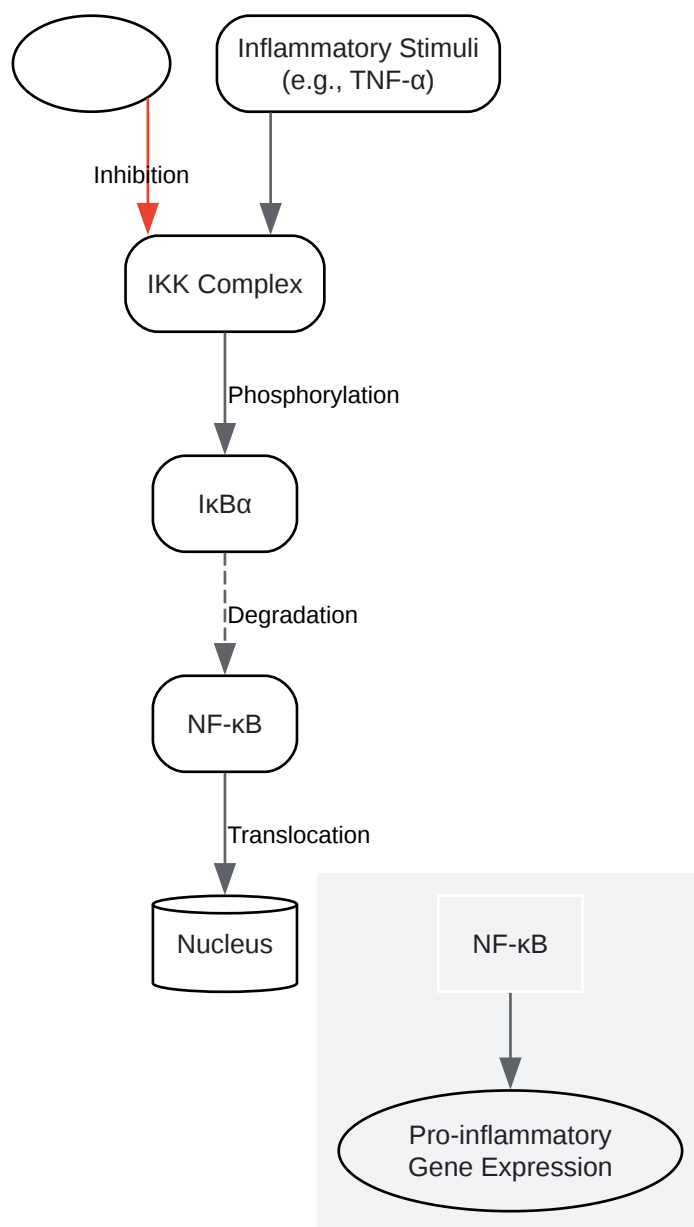 Inflammatory Stimuli
(e.g., TNF-α)
Inhibition
IKK Complex
Phosphorylation
IκBα
Degradation
NF-κB
Translocation
Nucleus
NF-κB
Pro-inflammatory
Gene Expression